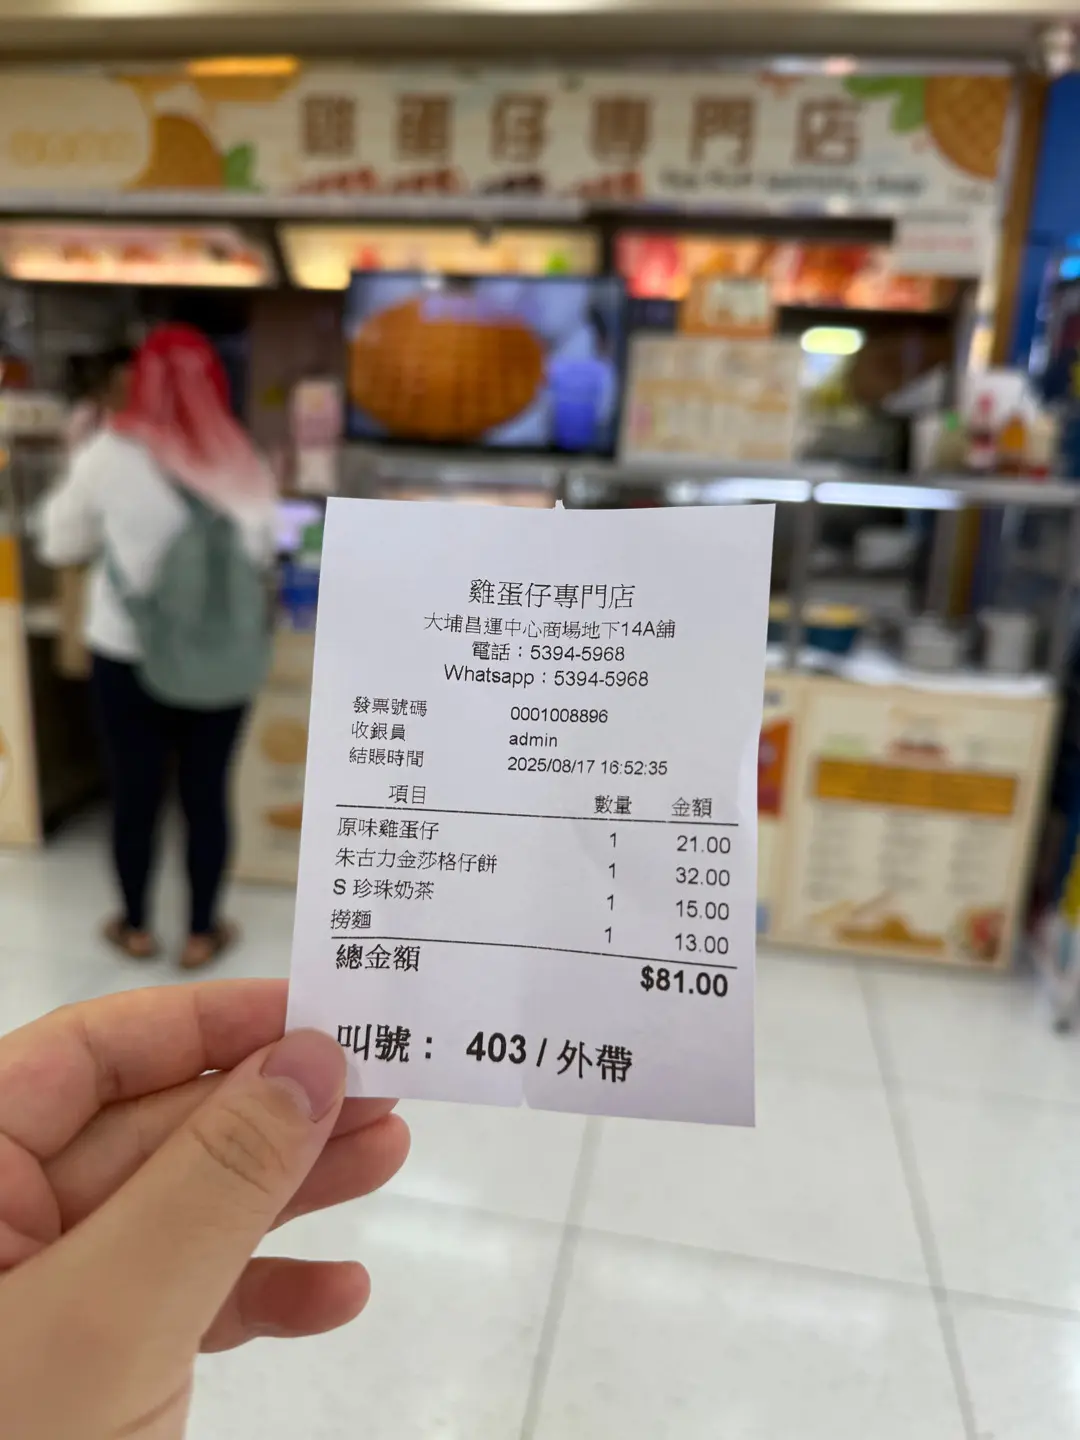 雞蛋仔專門店
雞蛋仔專門店
大埔昌運中心商場地下14A舖
電話：5394-5968
Whatsapp：5394-5968
發票號碼 0001008896
收銀員 admin
結賬時間 2025/08/17 16:52:35
項目 數量 金額
原味雞蛋仔 1 21.00
朱古力金莎格仔餅 1 32.00
S 珍珠奶茶 1 15.00
撈麵 1 13.00
總金額 $81.00
叫號： 403 / 外帶